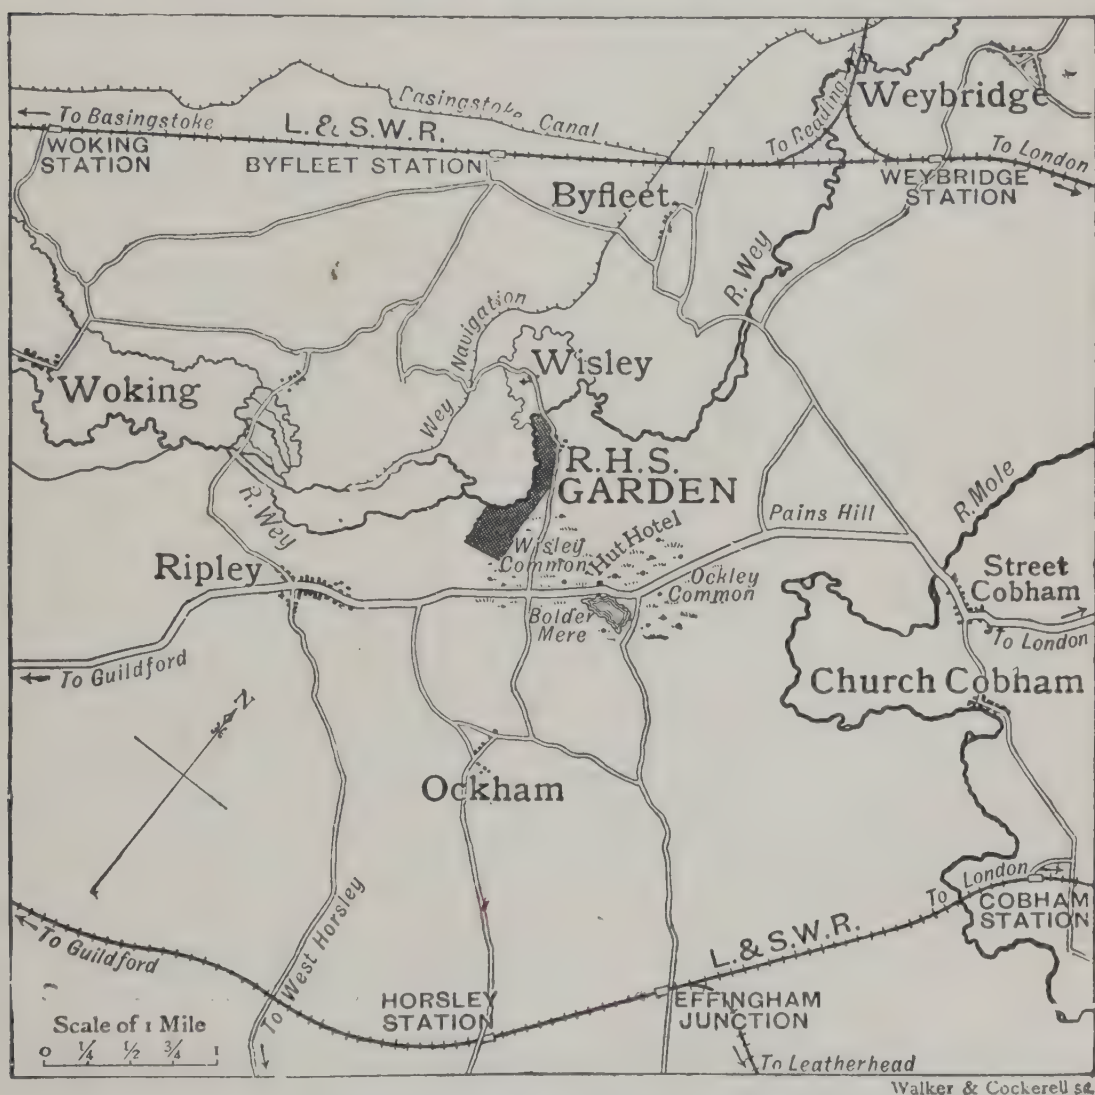 Weybridge
Basingstoke Canal
To Reading
To Basingstoke
L. & S.W.R.
WOKING
STATION
BYFLEET STATION
To London
WEYBRIDGE
STATION
Byfleet
R. Wey
Wey Navigation
Wisley
Woking
R.H.S.
GARDEN
R. Mole
R. Wey
Pains Hill
Hut Hotel
Wisley
Common
Ripley
Ockley
Common
Street
Cobham
Bolder
Mere
To London
To Guildford
Church Cobham
N
Ockham
To London
COBHAM
STATION
To West Horsley
To Guildford
L. & S.W.R.
HORSLEY
STATION
EFFINGHAM
JUNCTION
Scale of 1 Mile
0 ¼ ½ ¾ 1
To Leatherhead
Walker & Cockerell sc.